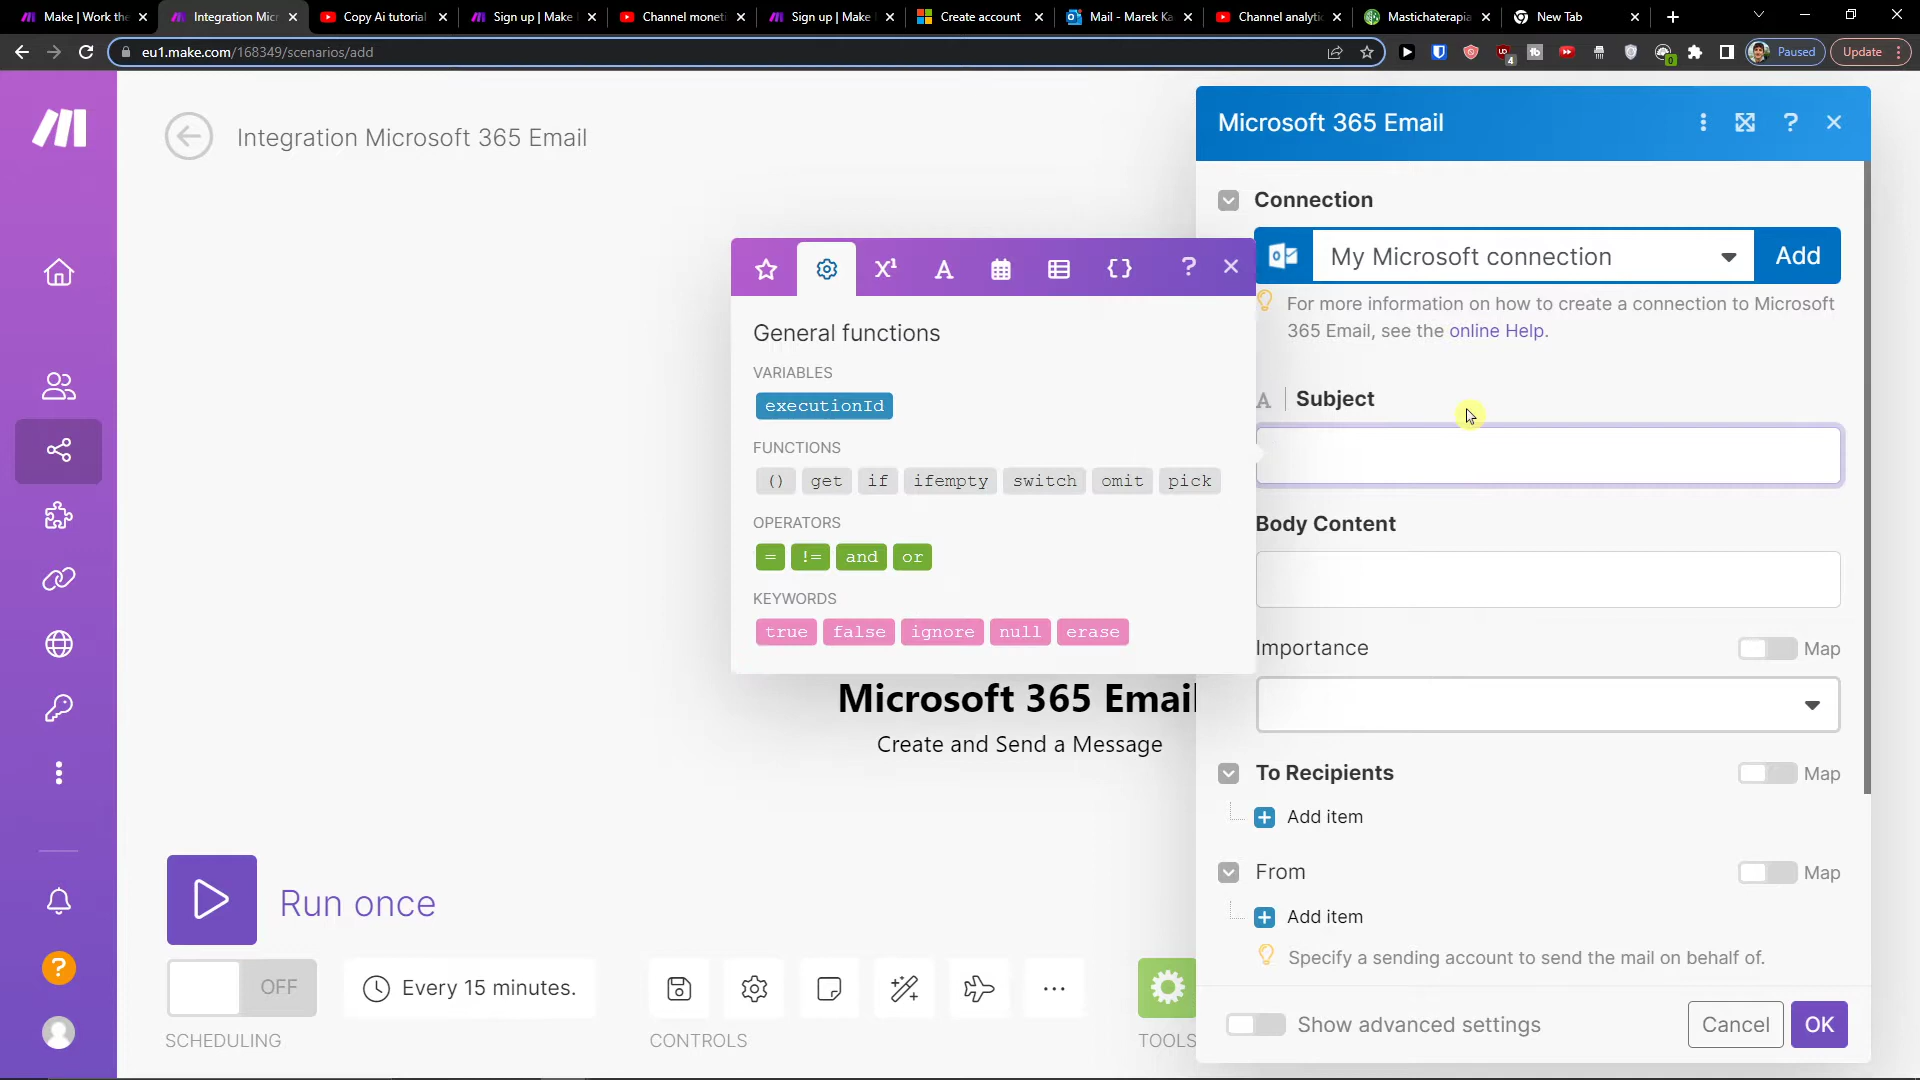 Make | Work the
Integration Micr
Copy Ai tutorial
Sign up | Make
Channel moneti
Sign up | Make
Create account
Mail - Marek Ka
Channel analytic
Mastichaterapia
New Tab
eu1.make.com/168349/scenarios/add
4
0
Paused
Update
Integration Microsoft 365 Email
Microsoft 365 Email
?
Connection
My Microsoft connection
Add
For more information on how to create a connection to Microsoft
365 Email, see the online Help.
X¹
A
{}
?
General functions
VARIABLES
executionId
FUNCTIONS
() get if ifempty switch omit pick
OPERATORS
= != and or
KEYWORDS
true false ignore null erase
A
Subject
Body Content
Importance
Map
To Recipients
Map
Add item
From
Map
Add item
Specify a sending account to send the mail on behalf of.
Show advanced settings
Cancel
OK
Microsoft 365 Email
Create and Send a Message
Run once
OFF
Every 15 minutes.
SCHEDULING
CONTROLS
TOOLS
?